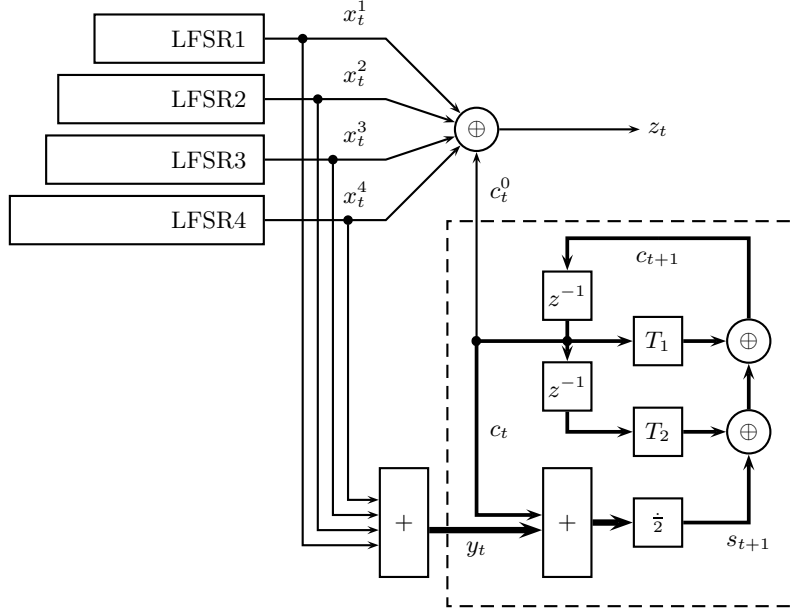 LFSR1
x_t^1
LFSR2
x_t^2
⊕
z_t
LFSR3
x_t^3
LFSR4
x_t^4
c_t^0
c_{t+1}
z^{-1}
T_1
⊕
z^{-1}
c_t
T_2
⊕
+
y_t
+
÷2
s_{t+1}